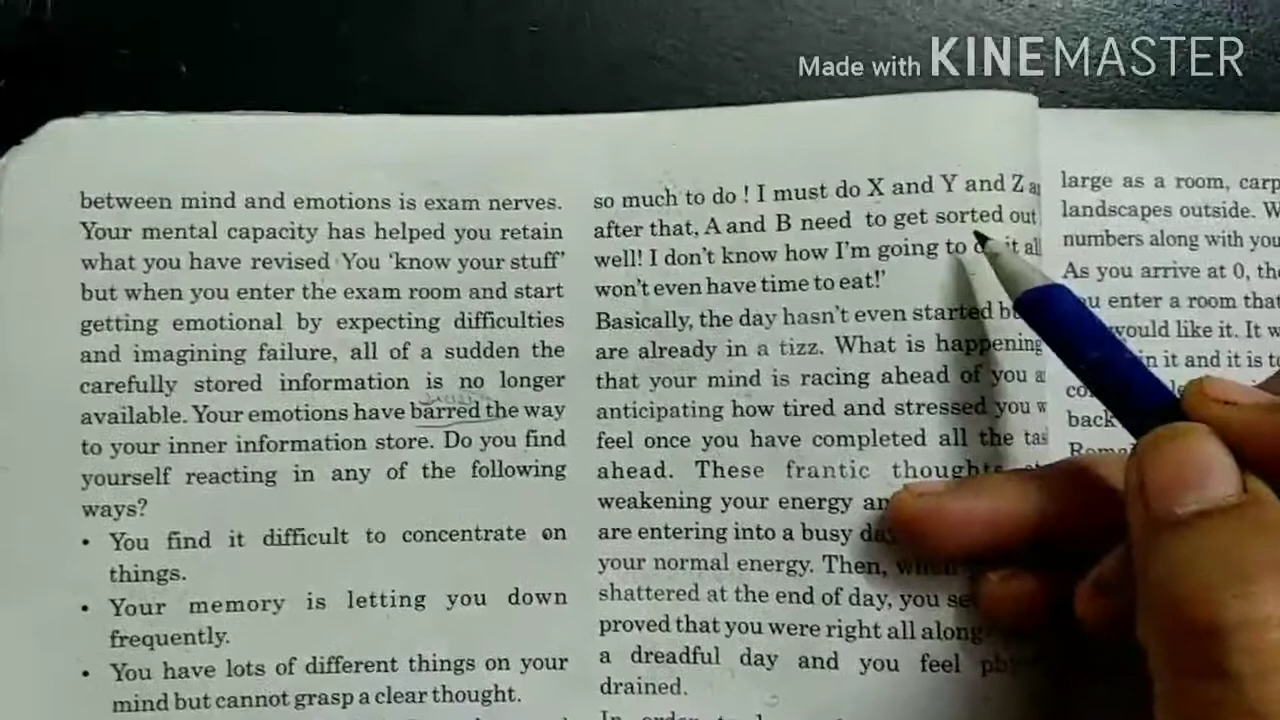 Made with KINEMASTER
between mind and emotions is exam nerves.
Your mental capacity has helped you retain
what you have revised You ‘know your stuff’
but when you enter the exam room and start
getting emotional by expecting difficulties
and imagining failure, all of a sudden the
carefully stored information is no longer
available. Your emotions have barred the way
to your inner information store. Do you find
yourself reacting in any of the following
ways?
• You find it difficult to concentrate on
things.
• Your memory is letting you down
frequently.
• You have lots of different things on your
mind but cannot grasp a clear thought.
so much to do ! I must do X and Y and Z
after that, A and B need to get sorted out
well! I don't know how I'm going to it
won't even have time to eat!'
Basically, the day hasn't even started
are already in a tizz. What is happening
that your mind is racing ahead of you
anticipating how tired and stressed you
feel once you have completed all the
ahead. These frantic thoughts
weakening your energy
are entering into a busy
your normal energy. Then,
shattered at the end of day, you
proved that you were right all along
a dreadful day and you feel
drained.
large as a room,
landscapes outside.
numbers along with
As you arrive at 0,
enter a room that
would like it. It
in it and it is
back